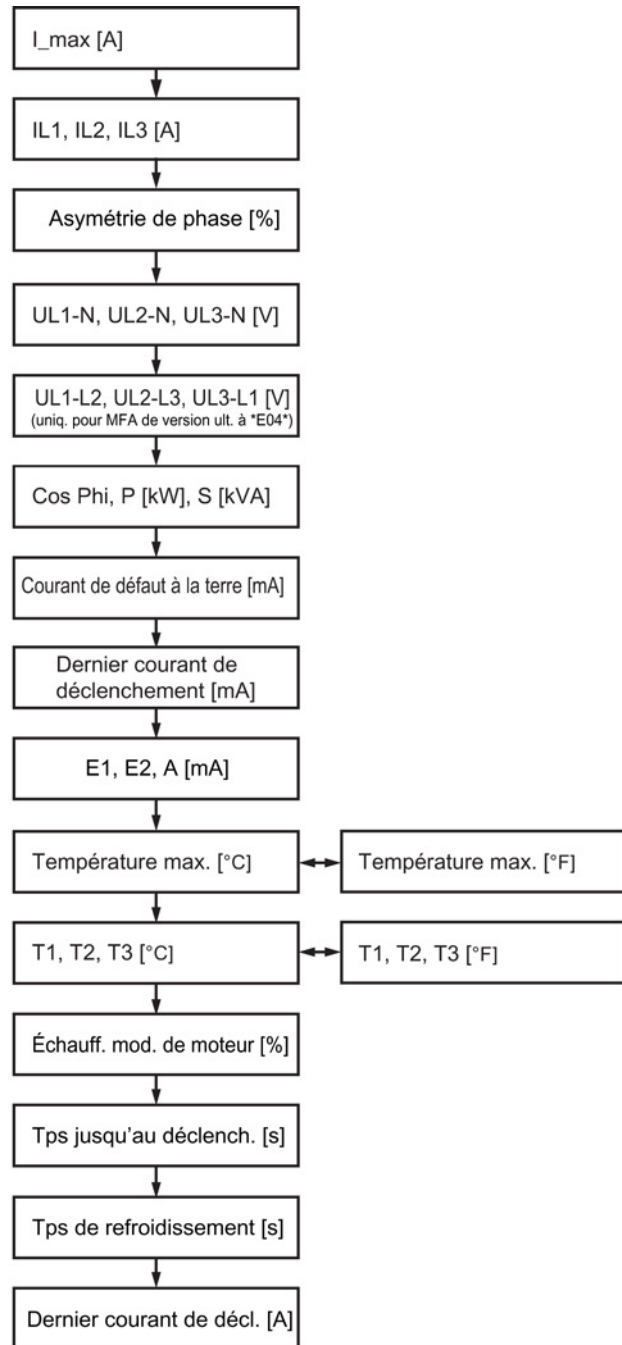 I_max [A]
IL1, IL2, IL3 [A]
Asymétrie de phase [%]
UL1-N, UL2-N, UL3-N [V]
UL1-L2, UL2-L3, UL3-L1 [V]
(uniq. pour MFA de version ult. à *E04*)
Cos Phi, P [kW], S [kVA]
Courant de défaut à la terre [mA]
Dernier courant de
déclenchement [mA]
E1, E2, A [mA]
Température max. [°C]
Température max. [°F]
T1, T2, T3 [°C]
T1, T2, T3 [°F]
Échauff. mod. de moteur [%]
Tps jusqu’au déclench. [s]
Tps de refroidissement [s]
Dernier courant de décl. [A]